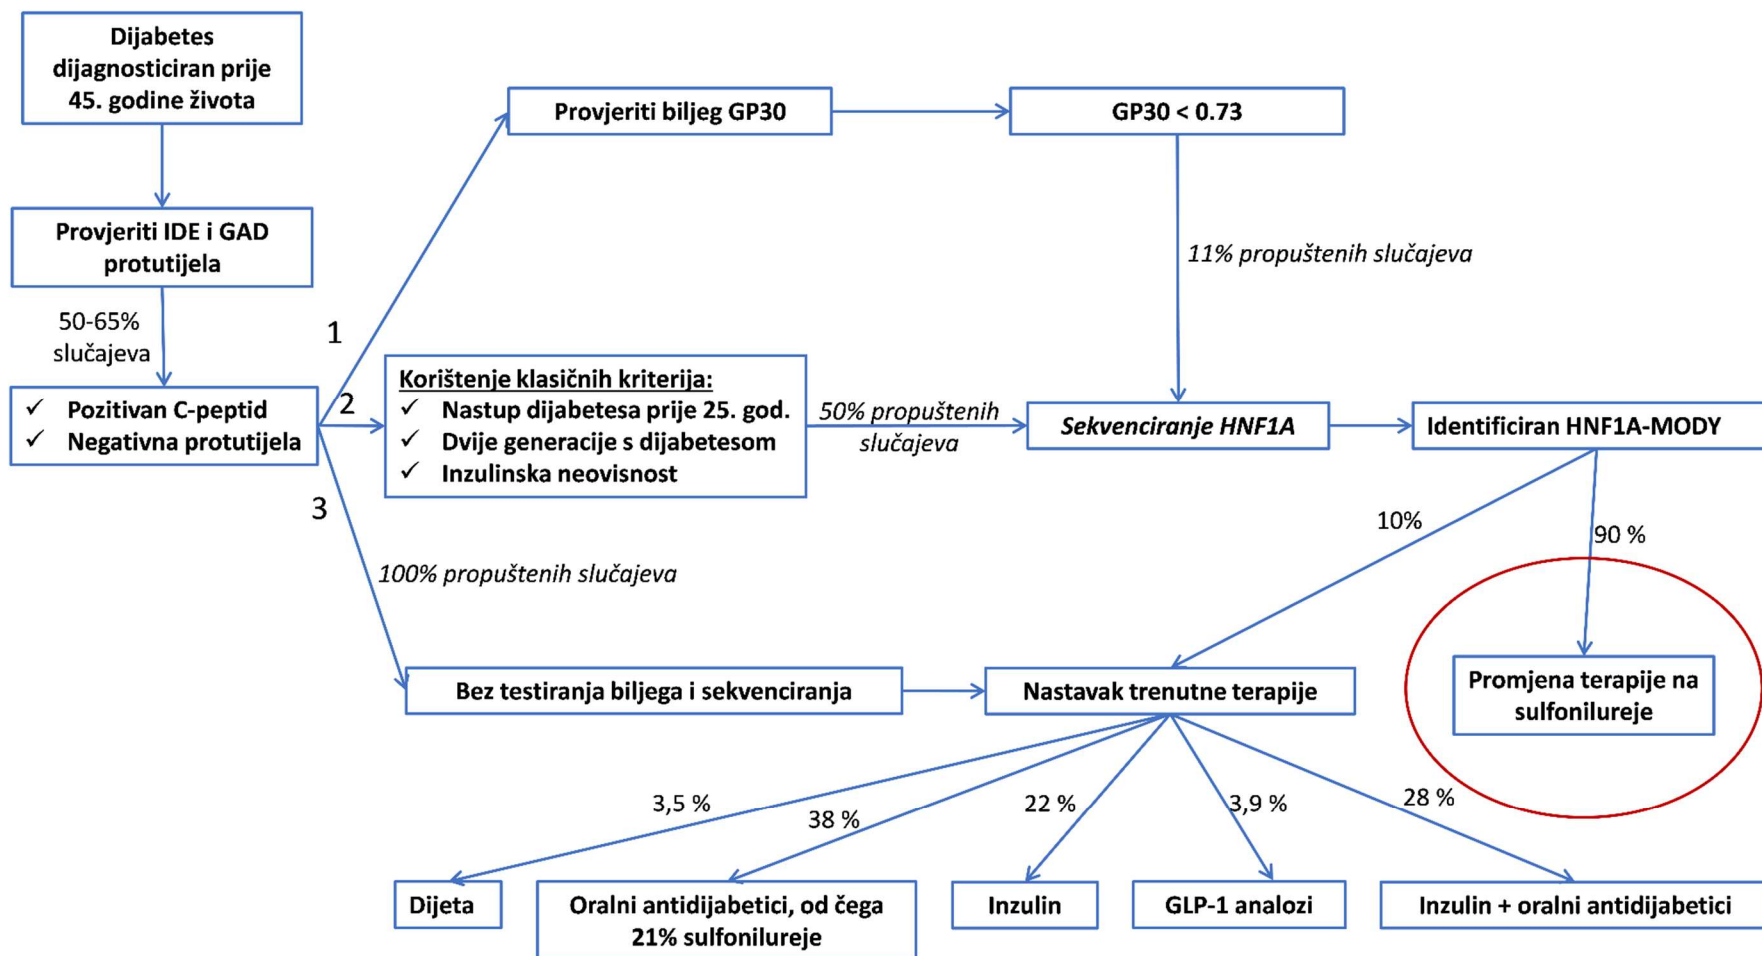 Dijabetes
dijagnosticiran prije
45. godine života
Provjeriti IDE i GAD
protutijela
50-65%
slučajeva
✓ Pozitivan C-peptid
✓ Negativna protutijela
1
2
3
Provjeriti biljeg GP30
GP30 < 0.73
11% propuštenih slučajeva
Korištenje klasičnih kriterija:
✓ Nastup dijabetesa prije 25. god.
✓ Dvije generacije s dijabetesom
✓ Inzulinska neovisnost
50% propuštenih
slučajeva
Sekvenciranje HNF1A
Identificiran HNF1A-MODY
10%
90 %
100% propuštenih slučajeva
Bez testiranja biljega i sekvenciranja
Nastavak trenutne terapije
Promjena terapije na
sulfonilureje
3,5 %
38 %
22 %
3,9 %
28 %
Dijeta
Oralni antidijabetici, od čega
21% sulfonilureje
Inzulin
GLP-1 analozi
Inzulin + oralni antidijabetici